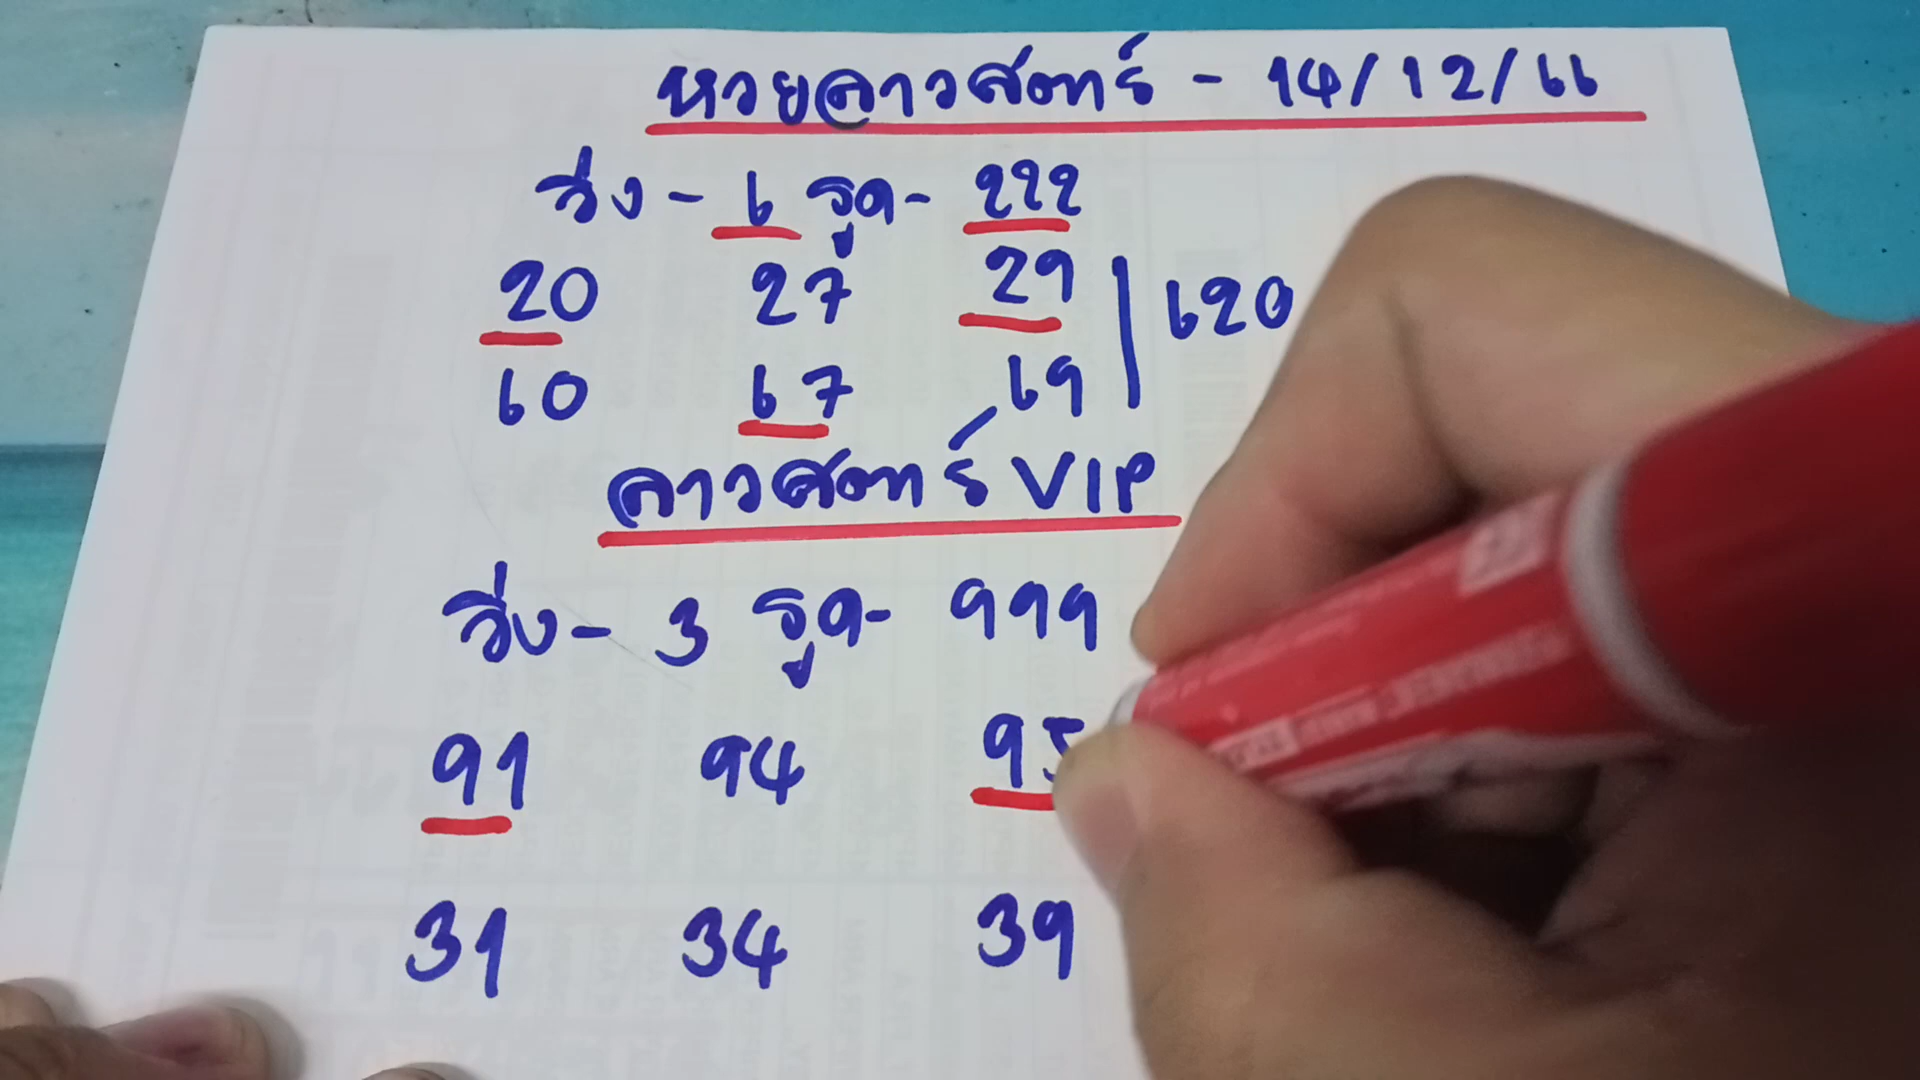 หวยลาวสตาร์ - 14/12/66
วิ่ง - 6 รูด - 222
20 27 29 | 620
60 67 69
ลาวสตาร์ VIP
วิ่ง - 3 รูด - 999
91 94 95
31 34 39